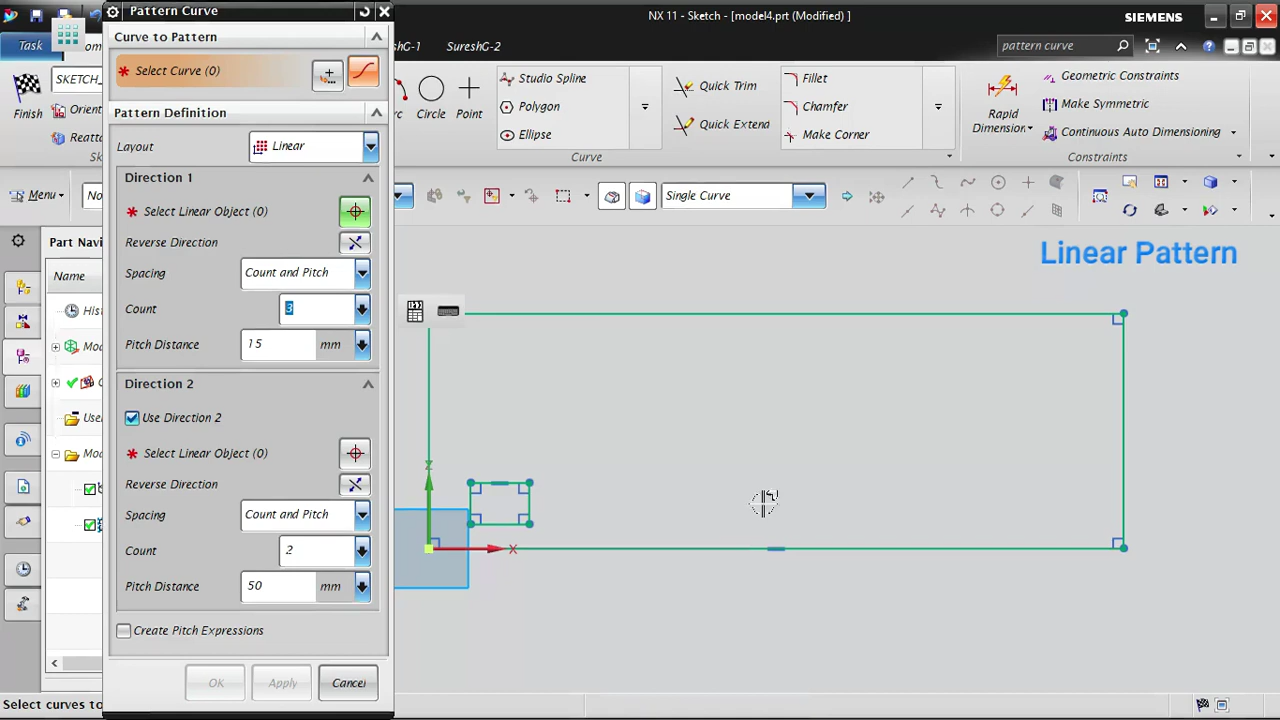 Pattern Curve
NX 11 - Sketch - [model4.prt (Modified) ]
SIEMENS
Curve to Pattern
Task
SureshG-1
SureshG-2
pattern curve
* Select Curve (0)
Finish
Circle
Point
Studio Spline
Polygon
Ellipse
Quick Trim
Quick Extend
Fillet
Chamfer
Make Corner
Rapid
Dimension
Geometric Constraints
Make Symmetric
Continuous Auto Dimensioning
Curve
Constraints
Pattern Definition
Layout
Linear
Direction 1
Menu
Single Curve
* Select Linear Object (0)
Reverse Direction
Part Navi
Linear Pattern
Spacing
Count and Pitch
Name
Count
3
Pitch Distance
15
mm
Direction 2
Use Direction 2
* Select Linear Object (0)
Reverse Direction
Spacing
Count and Pitch
Count
2
Pitch Distance
50
mm
X
Create Pitch Expressions
OK
Apply
Cancel
Select curves to